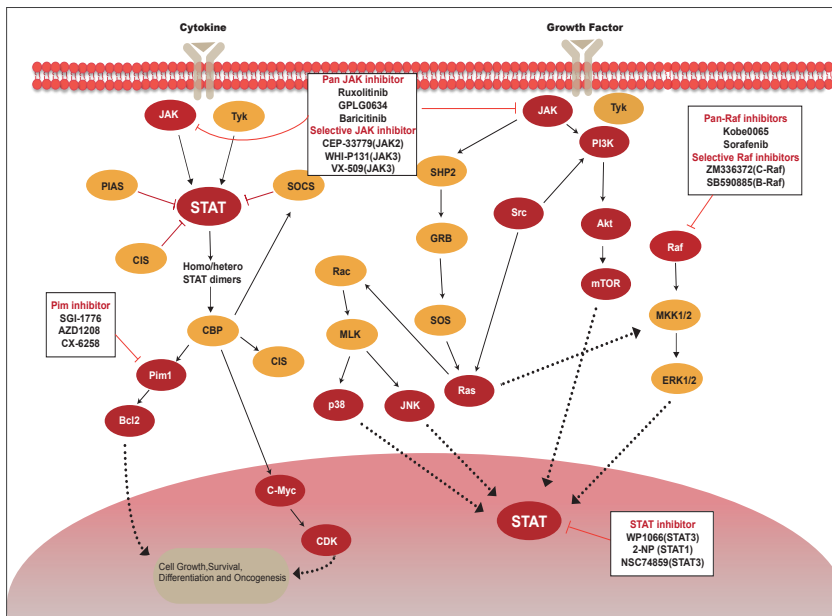 Cytokine
Growth Factor
JAK
Tyk
Pan JAK inhibitor
Ruxolitinib
GPLG0634
Baricitinib
Selective JAK inhibitor
CEP-33779(JAK2)
WHI-P131(JAK3)
VX-509(JAK3)
JAK
Tyk
PI3K
Pan-Raf inhibitors
Kobe0065
Sorafenib
Selective Raf inhibitors
ZM336372(C-Raf)
SB590885(B-Raf)
PIAS
SOCS
STAT
CIS
SHP2
Src
Akt
GRB
Raf
Homo/hetero
STAT dimers
Rac
mTOR
Pim inhibitor
SGI-1776
AZD1208
CX-6258
CBP
MLK
SOS
MKK1/2
CIS
Pim1
Ras
ERK1/2
p38
JNK
Bcl2
C-Myc
STAT
CDK
STAT inhibitor
WP1066(STAT3)
2-NP (STAT1)
NSC74859(STAT3)
Cell Growth,Survival,
Differentiation and Oncogenesis